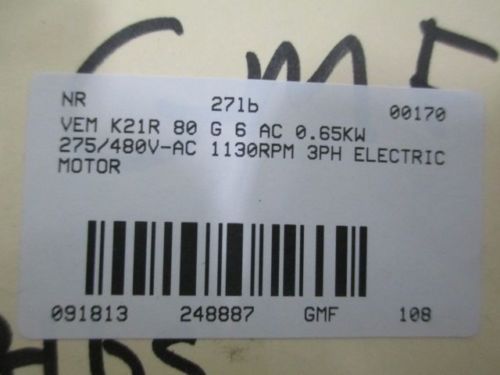 NR 27lb 00170
VEM K21R 80 G 6 AC 0.65KW
275/480V-AC 1130RPM 3PH ELECTRIC
MOTOR
091813 248887 GMF 108